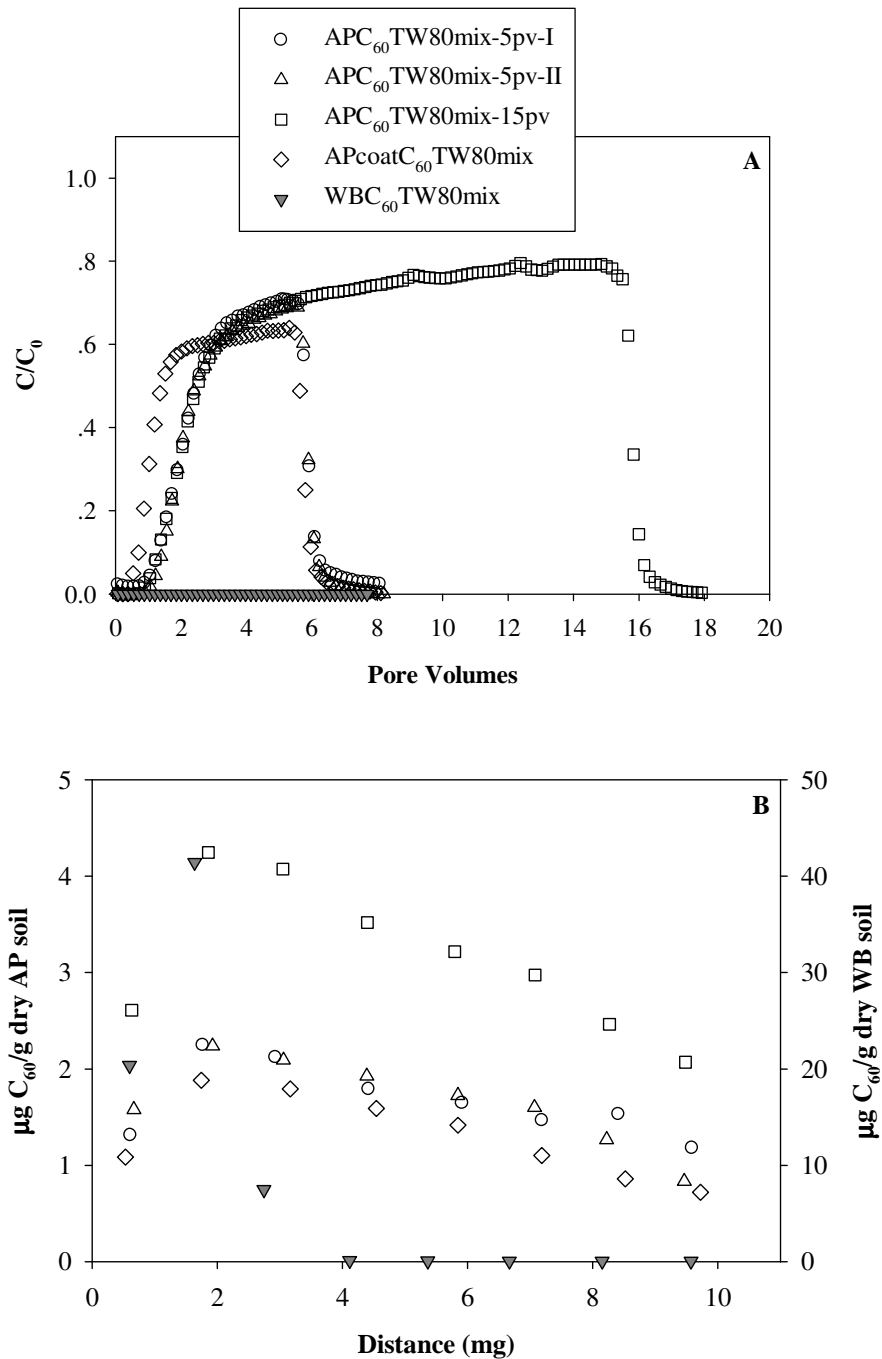 APC₆₀TW80mix-5pv-I
APC₆₀TW80mix-5pv-II
APC₆₀TW80mix-15pv
APcoatC₆₀TW80mix
WBC₆₀TW80mix
A
1.0
.8
.6
.4
.2
0.0
C/C₀
0 2 4 6 8 10 12 14 16 18 20
Pore Volumes
B
5
4
3
2
1
0
µg C₆₀/g dry AP soil
50
40
30
20
10
0
µg C₆₀/g dry WB soil
0 2 4 6 8 10
Distance (mg)